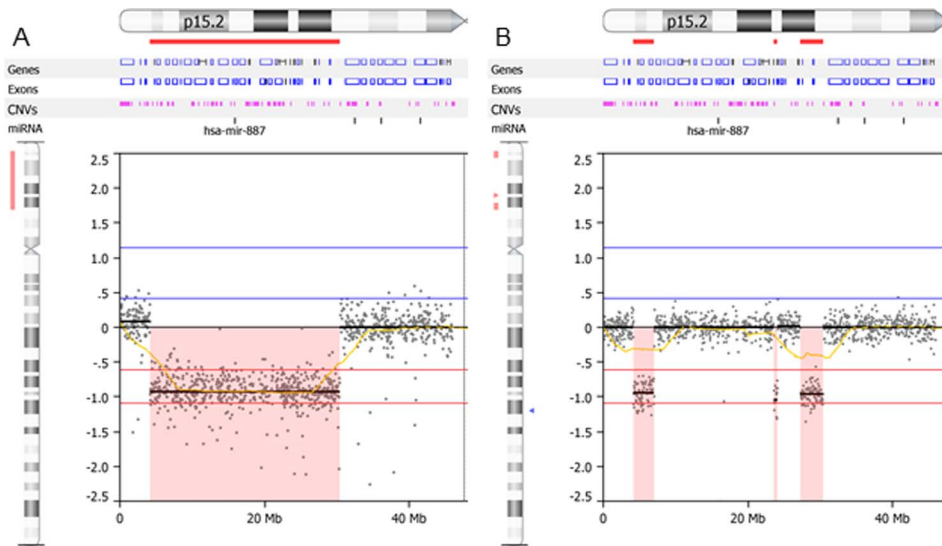 A
p15.2
Genes
Exons
CNVs
miRNA
hsa-mir-887
2.5
2.0
1.5
1.0
.5
0
-.5
-1.0
-1.5
-2.0
-2.5
0
20 Mb
40 Mb
B
p15.2
Genes
Exons
CNVs
miRNA
hsa-mir-887
2.5
2.0
1.5
1.0
.5
0
-.5
-1.0
-1.5
-2.0
-2.5
0
20 Mb
40 Mb